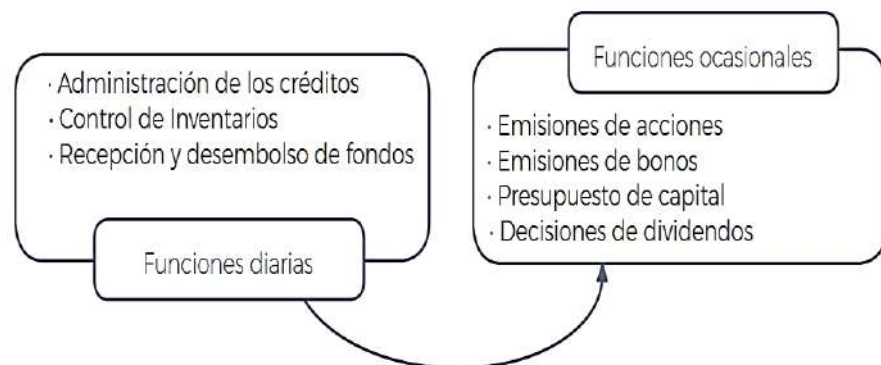 · Administración de los créditos
· Control de Inventarios
· Recepción y desembolso de fondos
Funciones diarias
Funciones ocasionales
· Emisiones de acciones
· Emisiones de bonos
· Presupuesto de capital
· Decisiones de dividendos